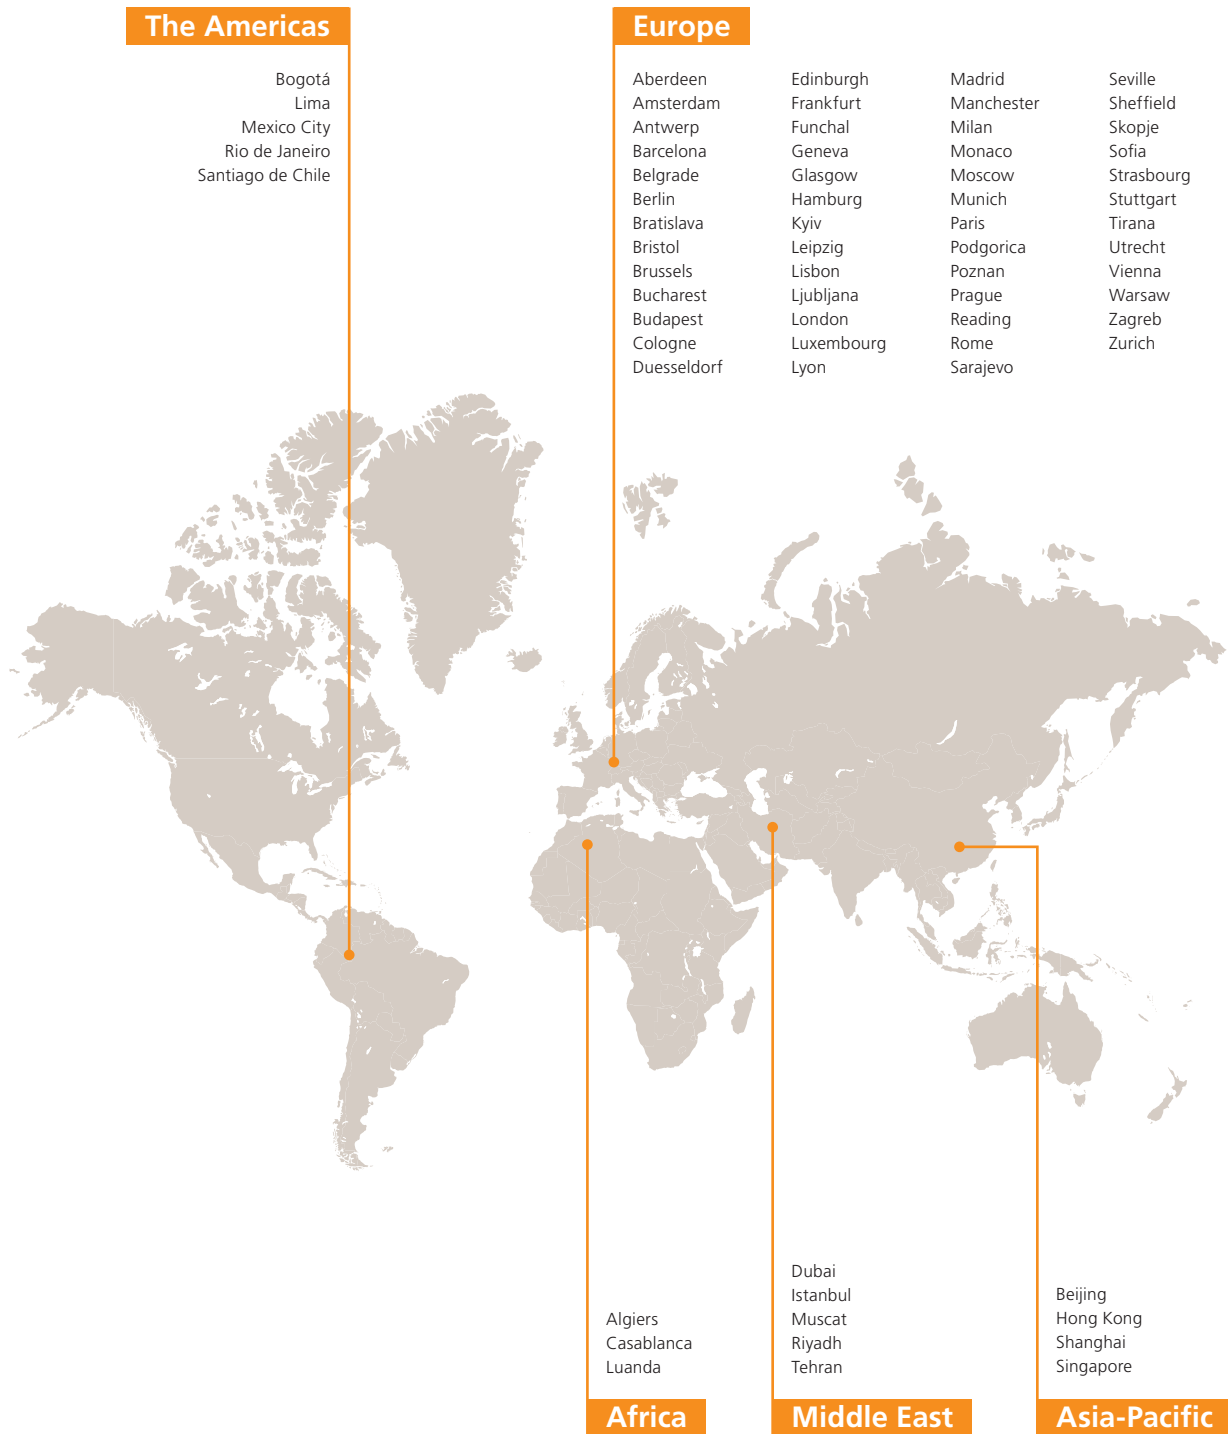 The Americas
Bogotá
Lima
Mexico City
Rio de Janeiro
Santiago de Chile
Europe
Aberdeen
Amsterdam
Antwerp
Barcelona
Belgrade
Berlin
Bratislava
Bristol
Brussels
Bucharest
Budapest
Cologne
Duesseldorf
Edinburgh
Frankfurt
Funchal
Geneva
Glasgow
Hamburg
Kyiv
Leipzig
Lisbon
Ljubljana
London
Luxembourg
Lyon
Madrid
Manchester
Milan
Monaco
Moscow
Munich
Paris
Podgorica
Poznan
Prague
Reading
Rome
Sarajevo
Seville
Sheffield
Skopje
Sofia
Strasbourg
Stuttgart
Tirana
Utrecht
Vienna
Warsaw
Zagreb
Zurich
Algiers
Casablanca
Luanda
Africa
Dubai
Istanbul
Muscat
Riyadh
Tehran
Middle East
Beijing
Hong Kong
Shanghai
Singapore
Asia-Pacific